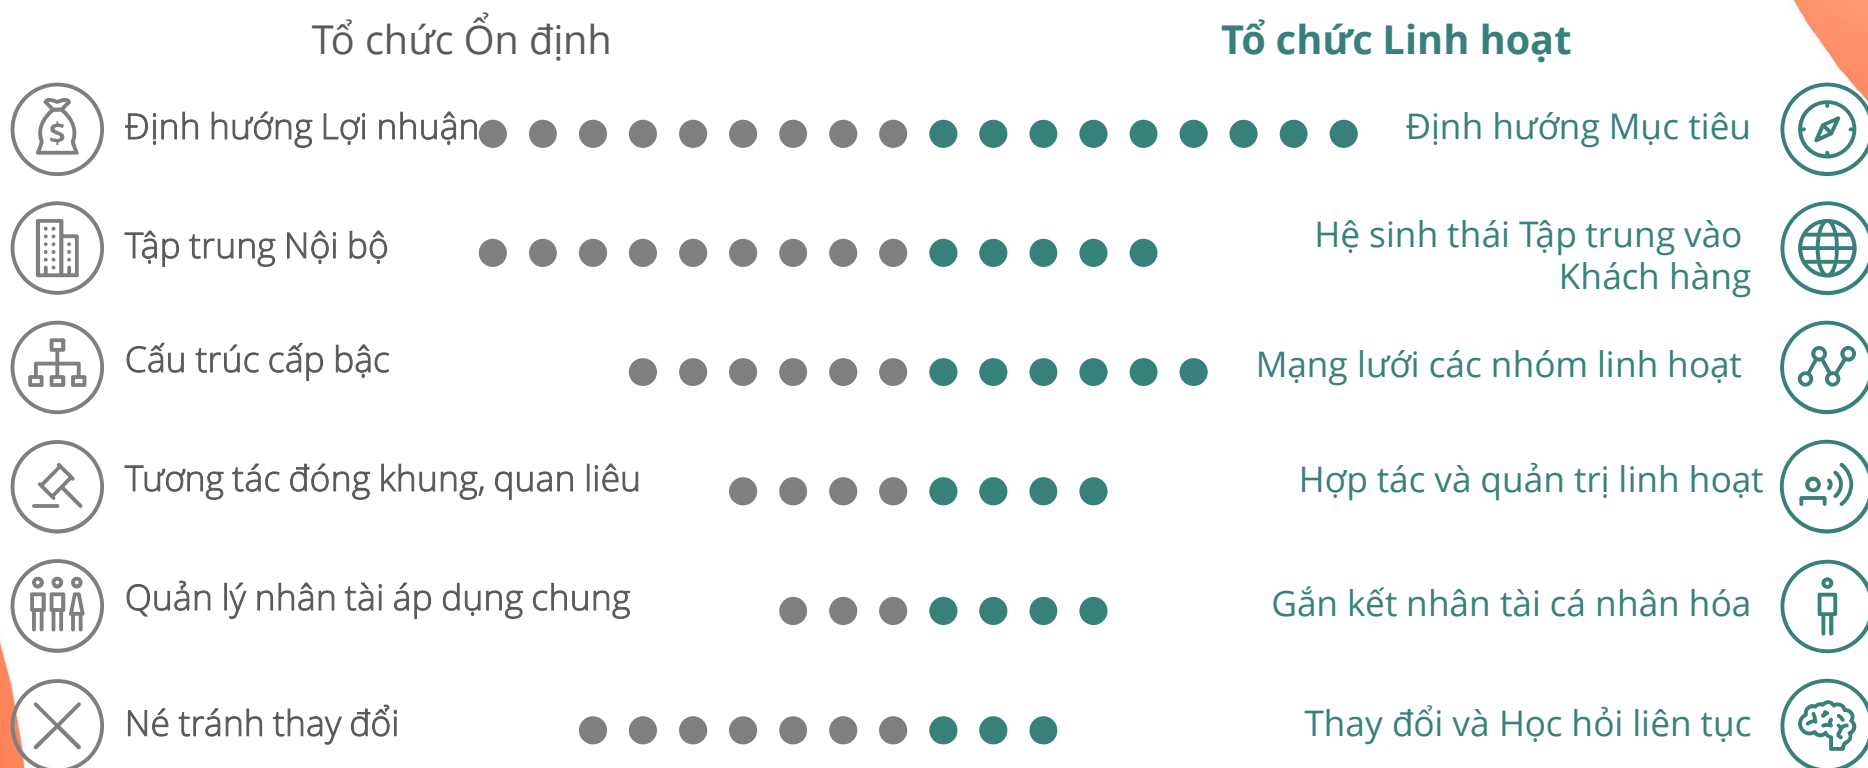 Tổ chức Ổn định
Tổ chức Linh hoạt
$
Định hướng Lợi nhuận
Định hướng Mục tiêu
Tập trung Nội bộ
Hệ sinh thái Tập trung vào
Khách hàng
Cấu trúc cấp bậc
Mạng lưới các nhóm linh hoạt
Tương tác đóng khung, quan liêu
Hợp tác và quản trị linh hoạt
Quản lý nhân tài áp dụng chung
Gắn kết nhân tài cá nhân hóa
Né tránh thay đổi
Thay đổi và Học hỏi liên tục